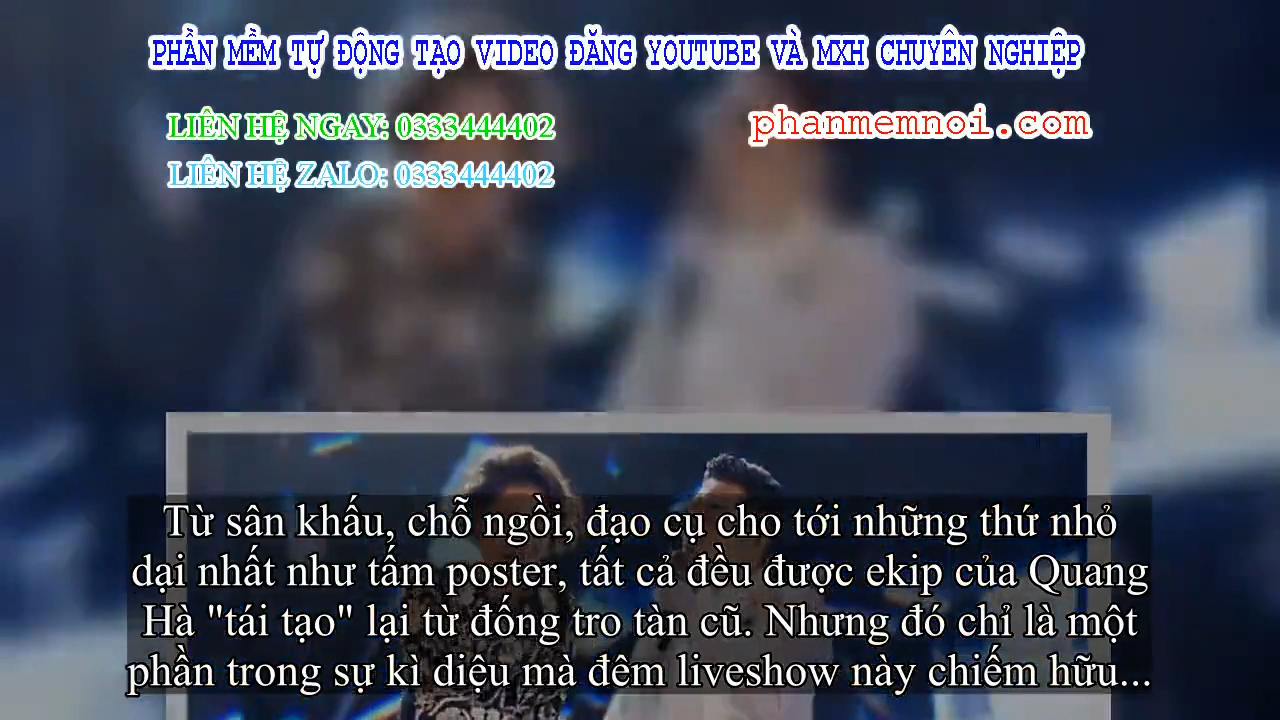 PHẦN MỀM TỰ ĐỘNG TẠO VIDEO ĐĂNG YOUTUBE VÀ MXH CHUYÊN NGHIỆP
LIÊN HỆ NGAY: 0333444402
phanmemnoi.com
LIÊN HỆ ZALO: 0333444402
Từ sân khấu, chỗ ngồi, đạo cụ cho tới những thứ nhỏ
dại nhất như tấm poster, tất cả đều được ekip của Quang
Hà "tái tạo" lại từ đống tro tàn cũ. Nhưng đó chỉ là một
phần trong sự kì diệu mà đêm liveshow này chiếm hữu...